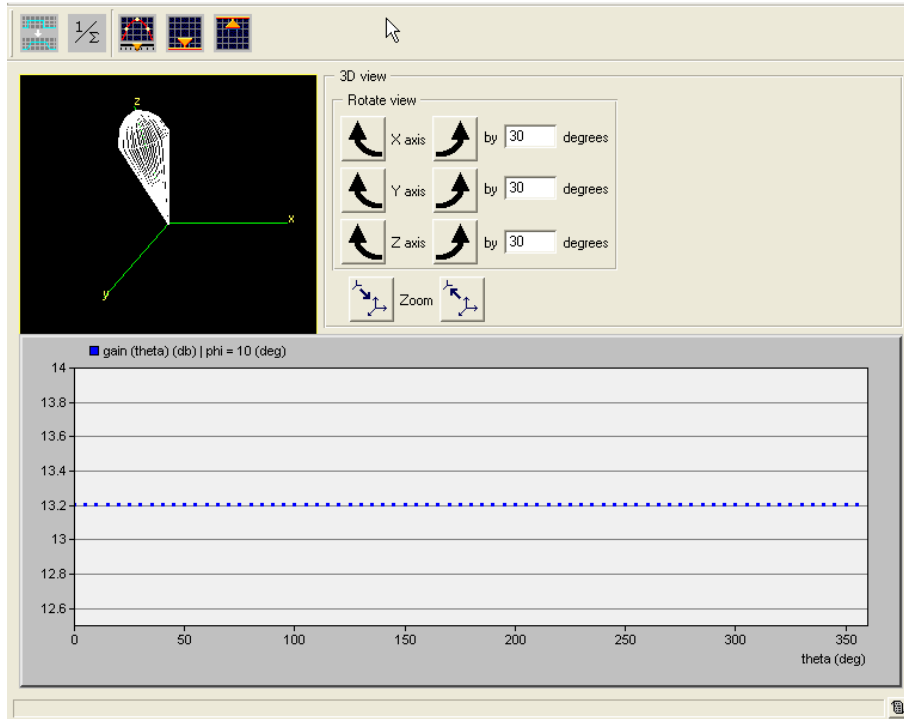 1/Σ
3D view
Rotate view
z
X axis by 30 degrees
Y axis by 30 degrees
x
Z axis by 30 degrees
y
Zoom
gain (theta) (db) | phi = 10 (deg)
14
13.8
13.6
13.4
13.2
13
12.8
12.6
0 50 100 150 200 250 300 350
theta (deg)